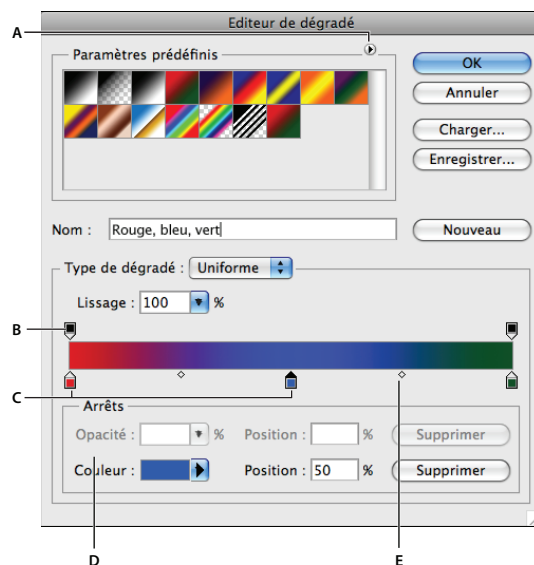 Editeur de dégradé
A
Paramètres prédéfinis
OK
Annuler
Charger...
Enregistrer...
Nom : Rouge, bleu, vert Nouveau
Type de dégradé : Uniforme
Lissage : 100 %
B
C
Arrêts
Opacité : % Position : % Supprimer
Couleur : Position : 50 % Supprimer
D E